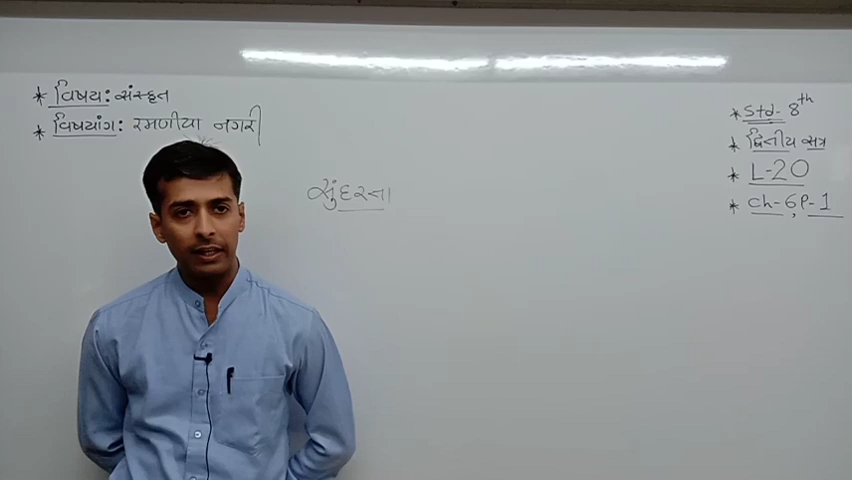 * વિષય: સંસ્કૃત
* વિષયાંગ: રમણીયા નગરી
સુંદરતા
* Std- 8th
* દ્વિતીય સત્ર
* L-20
* Ch-6, P-1